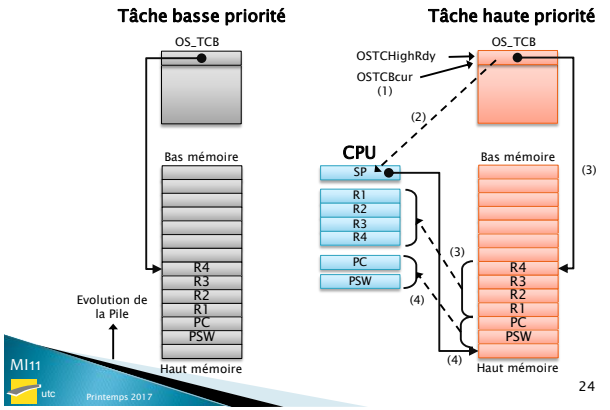 Tâche basse priorité
OS_TCB
Bas mémoire
R4
R3
R2
R1
PC
PSW
Haut mémoire
Evolution de
la Pile
Tâche haute priorité
OS_TCB
OSTCHighRdy
OSTCBcur
(1)
(2)
CPU
SP
R1
R2
R3
R4
PC
PSW
(3)
(4)
Bas mémoire
(3)
R4
R3
R2
R1
PC
PSW
(4)
Haut mémoire
MI11
utc
Printemps 2017
24